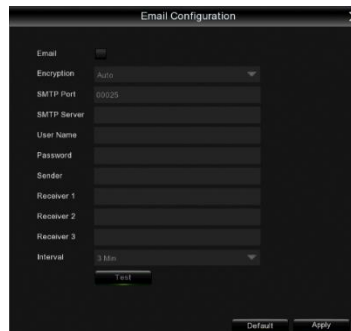 Email Configuration
Email
Encryption Auto
SMTP Port 00025
SMTP Server
User Name
Password
Sender
Receiver 1
Receiver 2
Receiver 3
Interval 3 Min
Test
Default Apply